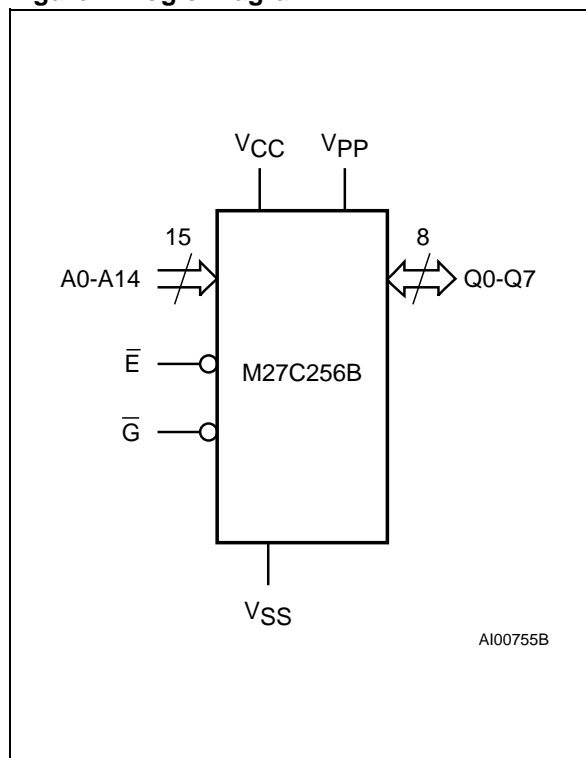 VCC VPP
15 8
A0-A14 Q0-Q7
E̅
M27C256B
G̅
VSS
AI00755B